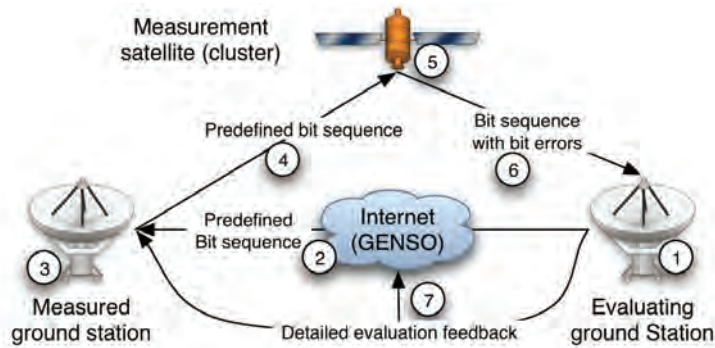 Measurement
satellite (cluster)
5
Predefined bit sequence
4
Bit sequence
with bit errors
6
Predefined
Bit sequence
2
Internet
(GENSO)
3
1
7
Measured
ground station
Detailed evaluation feedback
Evaluating
ground Station